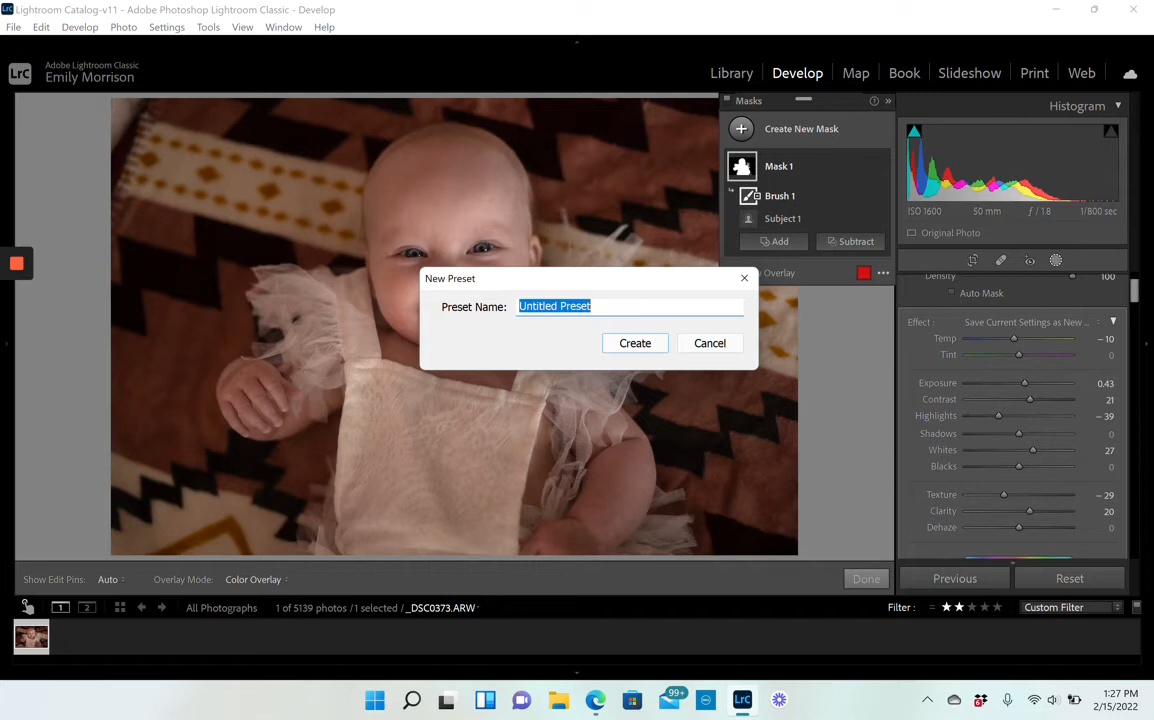 Lightroom Catalog-v11 - Adobe Photoshop Lightroom Classic - Develop
File Edit Develop Photo Settings Tools View Window Help
LrC
Adobe Lightroom Classic
Emily Morrison
Library Develop Map Book Slideshow Print Web
Masks
Histogram
Create New Mask
Mask 1
Brush 1
Subject 1
Add Subtract
ISO 1600 50 mm ƒ / 1.8 1/800 sec
Original Photo
Overlay
Density 100
Auto Mask
New Preset
Preset Name: Untitled Preset
Create Cancel
Effect : Save Current Settings as New ...
Temp – 10
Tint 0
Exposure 0.43
Contrast 21
Highlights – 39
Shadows 0
Whites 27
Blacks 0
Texture – 29
Clarity 20
Dehaze 0
Show Edit Pins: Auto Overlay Mode: Color Overlay Done
Previous Reset
1 2 All Photographs 1 of 5139 photos / 1 selected / _DSC0373.ARW
Filter : Custom Filter
99+
LrC
1:27 PM
2/15/2022